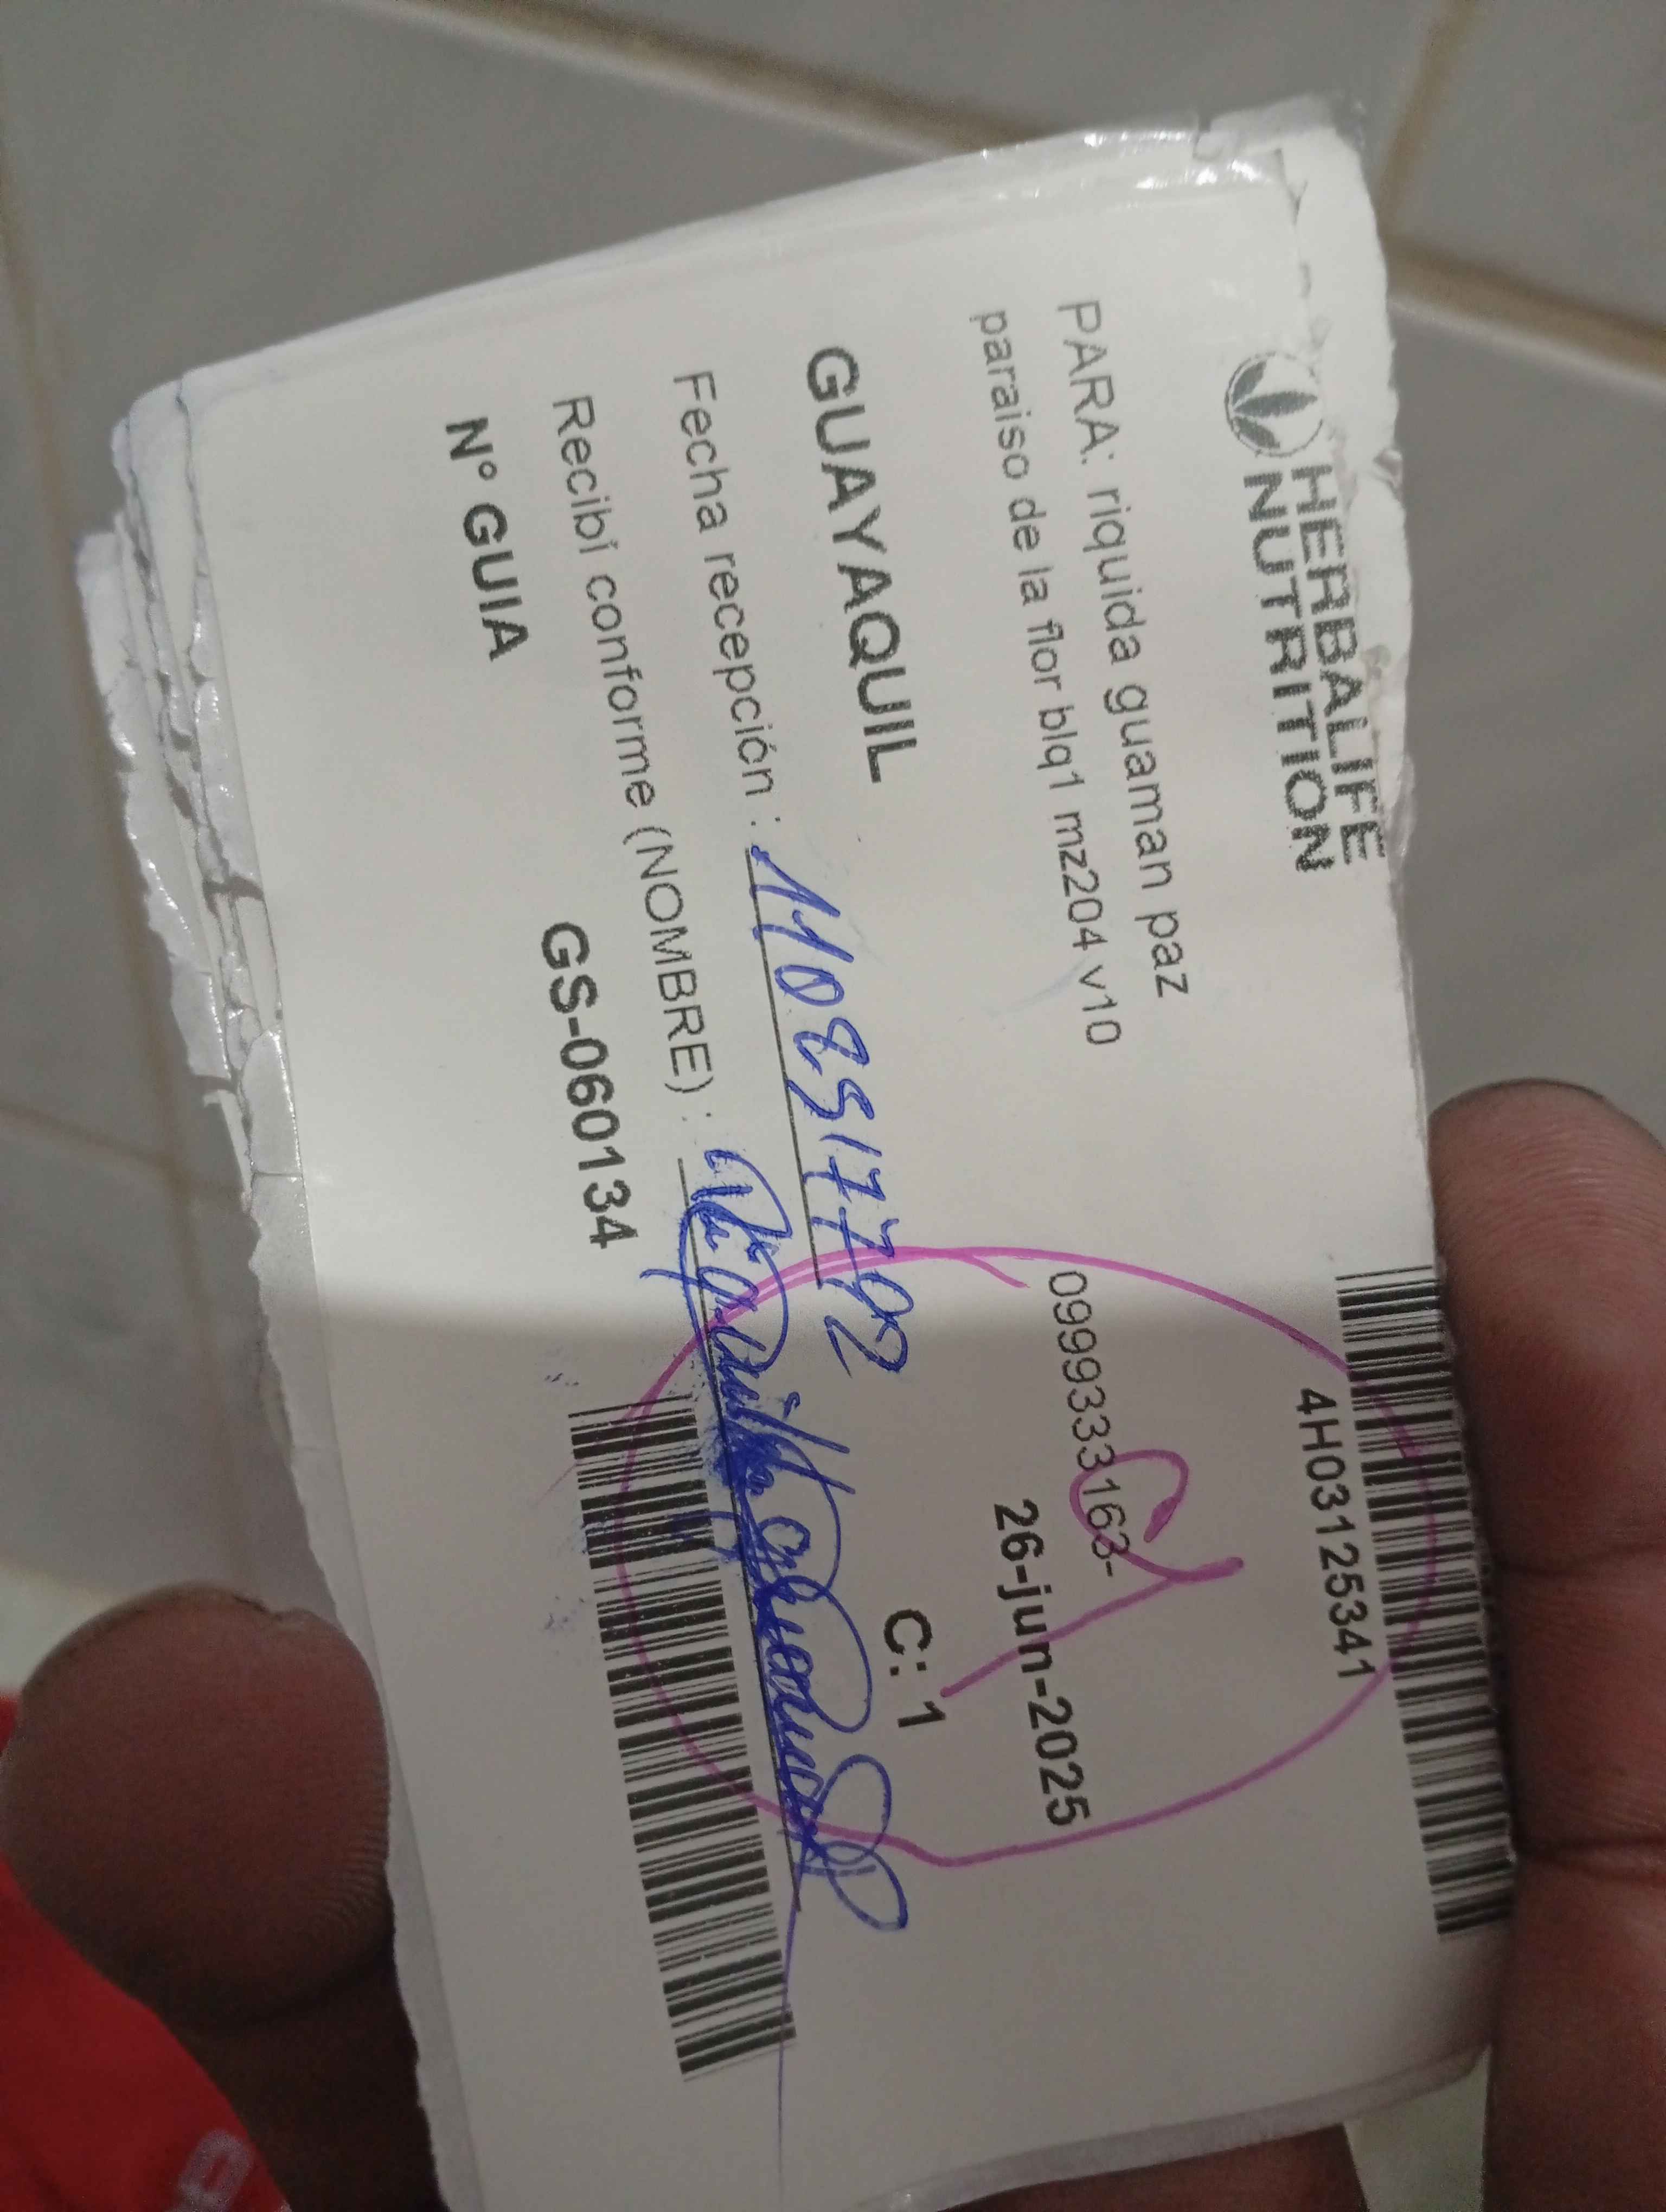 HERBALIFE
NUTRITION
4H03125341
PARA: riquida guaman paz
0999333163-
paraiso de la flor blq1 mz204 v10
26-jun-2025
GUAYAQUIL
C: 1
Fecha recepción : 1108517792
Recibí conforme (NOMBRE) :
N° GUIA
GS-060134